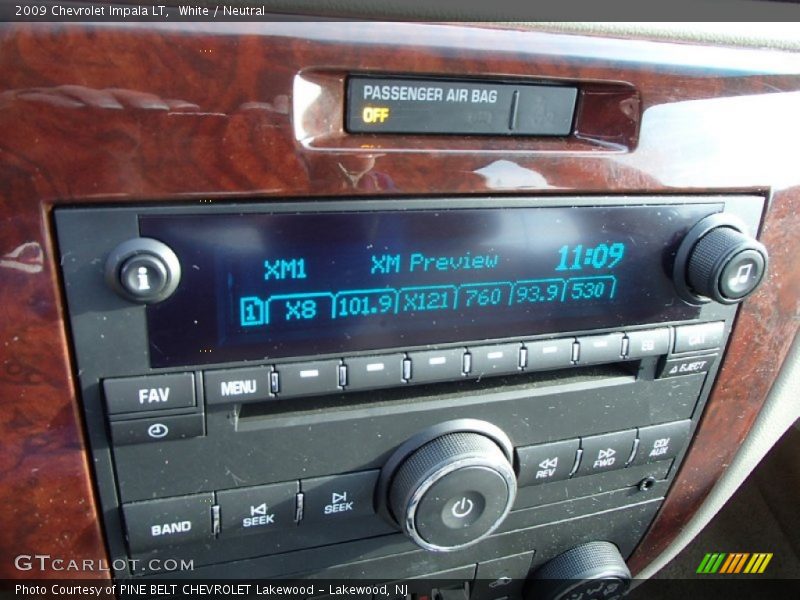 2009 Chevrolet Impala LT,  White / Neutral
PASSENGER AIR BAG
OFF
XM1 XM Preview 11:09
1 X8 101.9 X121 760 93.9 530
i
FAV MENU EQ CAT
EJECT
REV FWD CD/AUX
BAND SEEK SEEK
GTCARLOT.COM
Photo Courtesy of PINE BELT CHEVROLET Lakewood - Lakewood, NJ